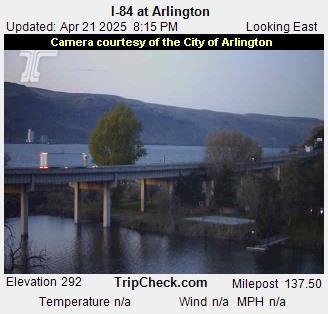 I-84 at Arlington
Updated: Apr 21 2025 8:15 PM Looking East
Camera courtesy of the City of Arlington
Elevation 292 TripCheck.com Milepost 137.50
Temperature n/a Wind n/a MPH n/a